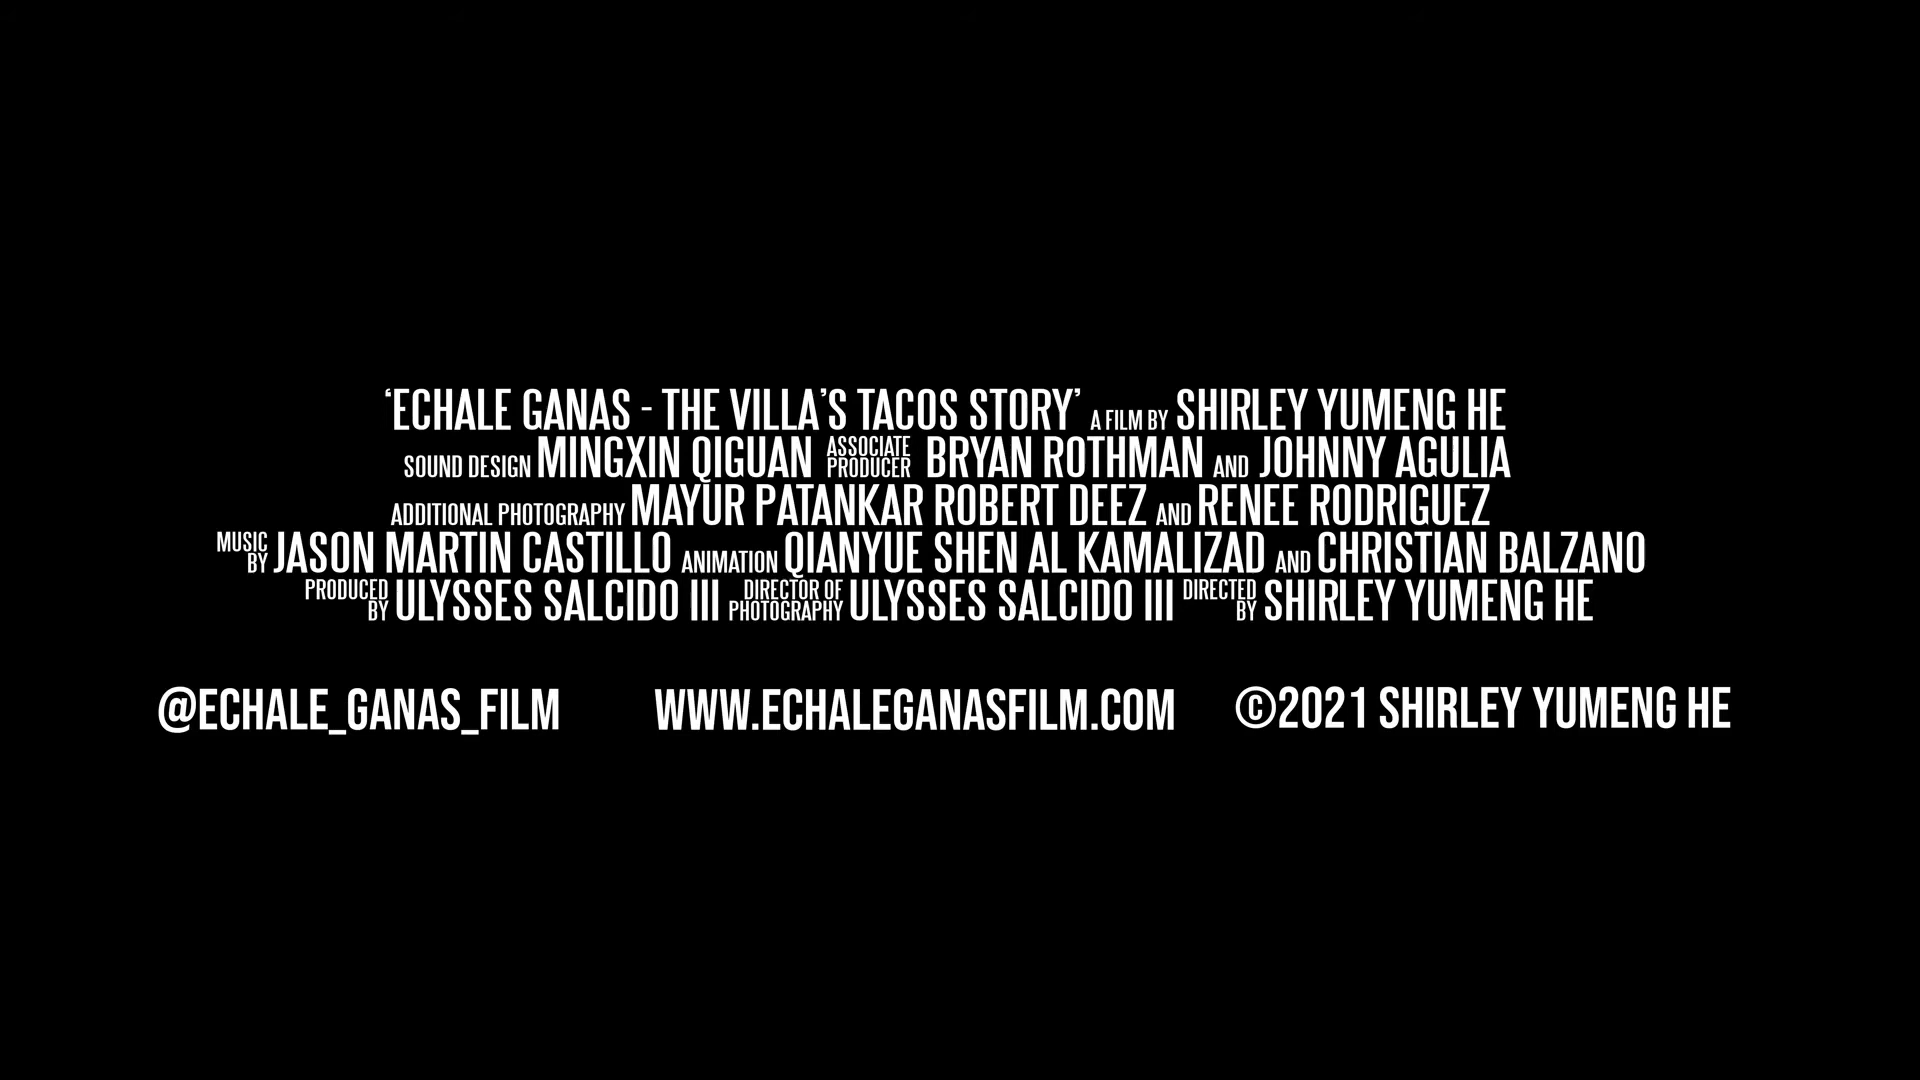 ‘ECHALE GANAS - THE VILLA’S TACOS STORY’ A FILM BY SHIRLEY YUMENG HE
SOUND DESIGN MINGXIN QIGUAN ASSOCIATE PRODUCER BRYAN ROTHMAN AND JOHNNY AGULIA
ADDITIONAL PHOTOGRAPHY MAYUR PATANKAR ROBERT DEEZ AND RENEE RODRIGUEZ
MUSIC BY JASON MARTIN CASTILLO ANIMATION QIANYUE SHEN AL KAMALIZAD AND CHRISTIAN BALZANO
PRODUCED BY ULYSSES SALCIDO III DIRECTOR OF PHOTOGRAPHY ULYSSES SALCIDO III DIRECTED BY SHIRLEY YUMENG HE
@ECHALE_GANAS_FILM WWW.ECHALEGANASFILM.COM ©2021 SHIRLEY YUMENG HE